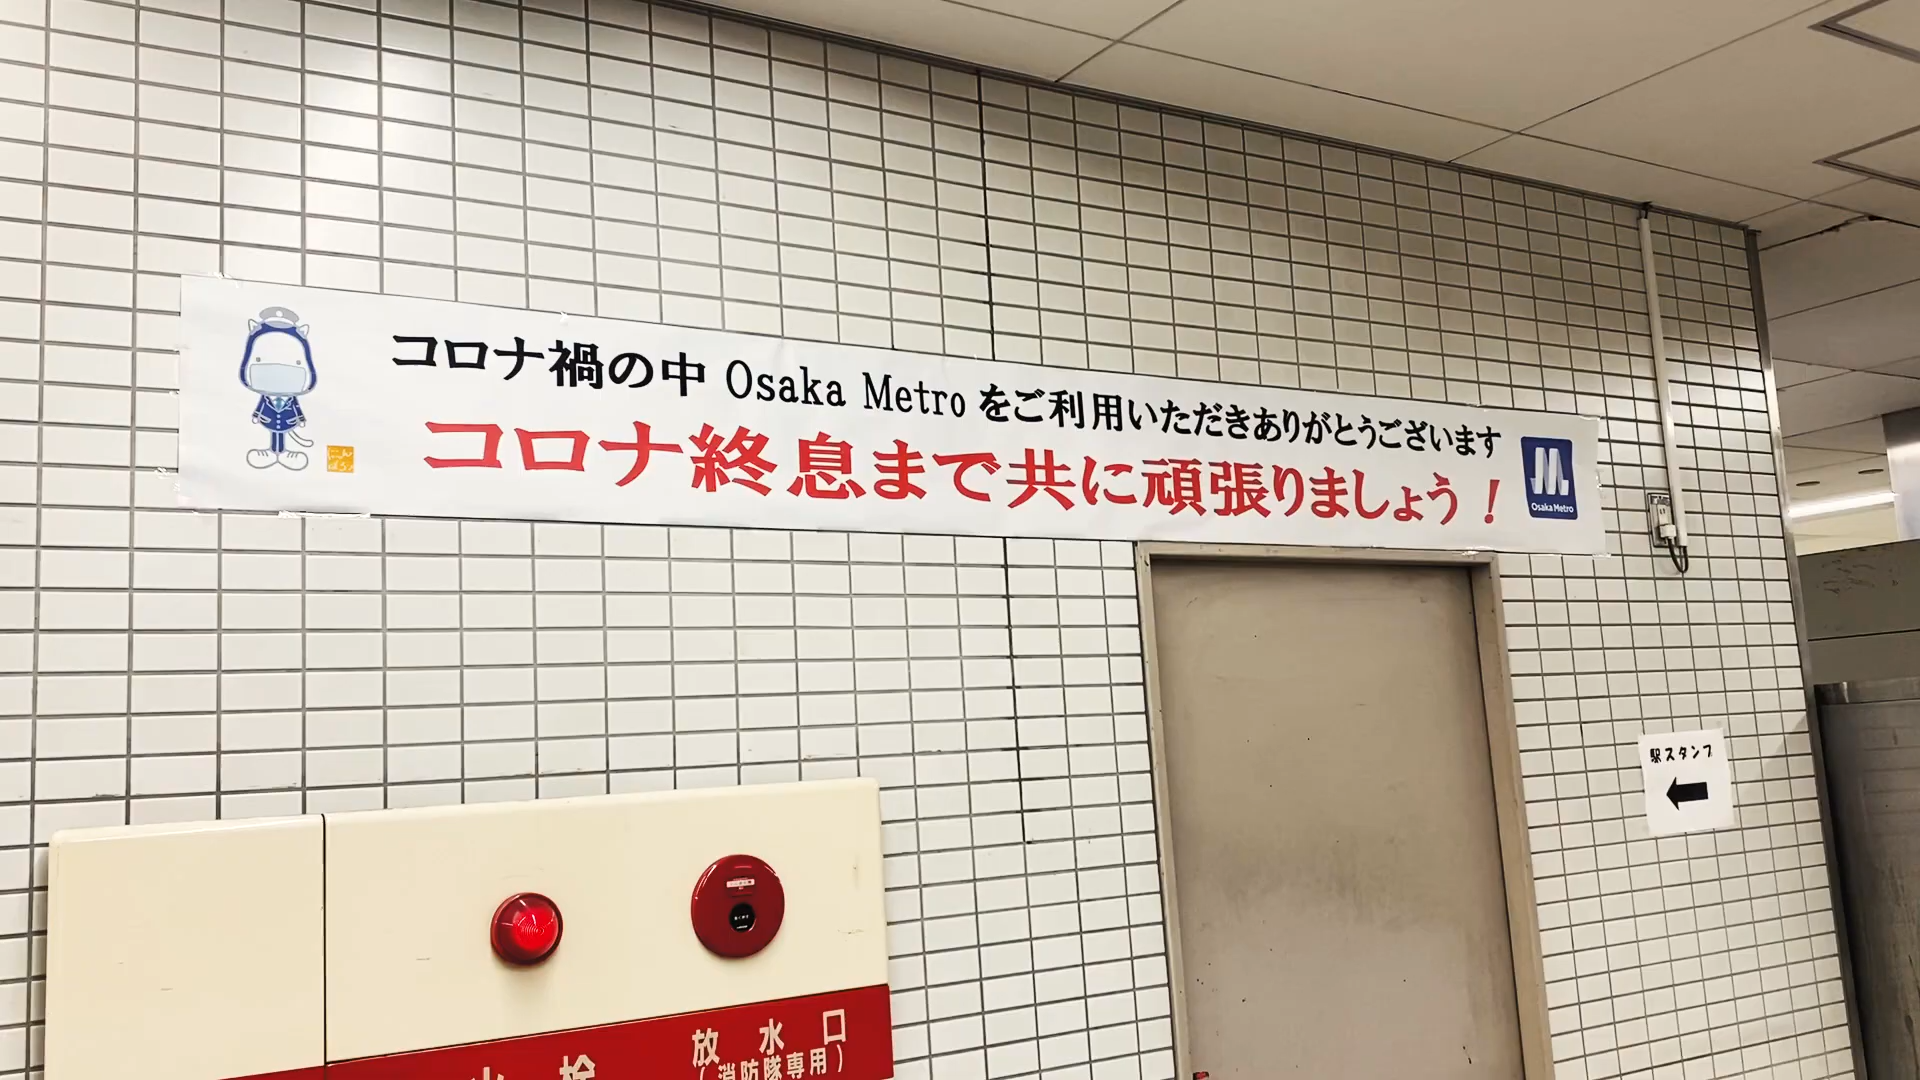 コロナ禍の中 Osaka Metro をご利用いただきありがとうございます
コロナ終息まで共に頑張りましょう！
Osaka Metro
駅スタンプ
放水口
(消防隊専用)
栓